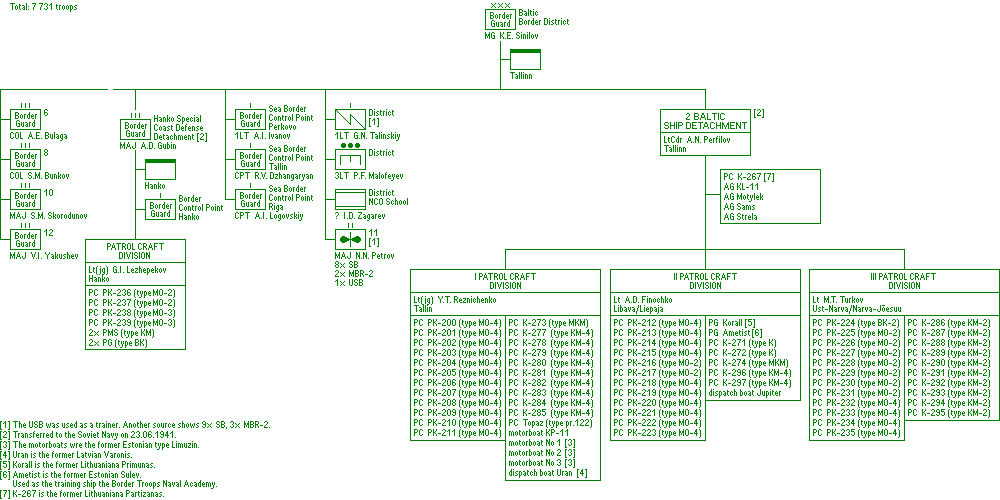 Total: 7 731 troops
XXX
Border
Guard
Baltic
Border District
MG K.E. Sinilov
Tallinn
III
Border
Guard
6
COL A.E. Bulaga
III
Border
Guard
8
COL S.M. Bunkov
III
Border
Guard
10
MAJ S.M. Skorodunov
III
Border
Guard
12
MAJ V.I. Yakushev
III
Border
Guard
Hanko Special
Coast Defense
Detachment [2]
MAJ A.D. Gubin
Hanko
I
Border
Guard
Border
Control Point
Hanko
PATROL CRAFT
DIVISION
Lt(jg) G.I. Lezhepekov
Hanko
PC PK-236 (type MO-2)
PC PK-237 (type MO-2)
PC PK-238 (type MO-3)
PC PK-239 (type MO-3)
2x PMS (type KM)
2x PG (type BK)
I
Border
Guard
Sea Border
Control Point
Perkovo
1LT A.I. Ivanov
Border
Guard
Sea Border
Control Point
Tallin
CPT R.V. Dzhangaryan
Border
Guard
Sea Border
Control Point
Riga
CPT A.I. Logovskiy
I
District
[1]
1LT G.N. Talinskiy
District
3LT P.F. Malofeyev
District
NCO School
? I.D. Zagarev
II
11
[1]
MAJ N.N. Petrov
8x SB
2x MBR-2
1x USB
2 BALTIC
SHIP DETACHMENT
[2]
LtCdr A.N. Perfilov
Tallinn
PC K-267 [7]
AG KL-11
AG Motylek
AG Sams
AG Strela
I PATROL CRAFT
DIVISION
Lt(jg) Y.T. Reznichenko
Tallin
PC PK-200 (type MO-4)
PC PK-201 (type MO-4)
PC PK-202 (type MO-4)
PC PK-203 (type MO-4)
PC PK-204 (type MO-4)
PC PK-205 (type MO-4)
PC PK-206 (type MO-4)
PC PK-207 (type MO-4)
PC PK-208 (type MO-4)
PC PK-209 (type MO-4)
PC PK-210 (type MO-4)
PC PK-211 (type MO-4)
PC K-273 (type MKM)
PC PK-277 (type KM-4)
PC PK-278 (type KM-4)
PC PK-279 (type KM-4)
PC PK-280 (type KM-4)
PC PK-281 (type KM-4)
PC PK-282 (type KM-4)
PC PK-283 (type KM-4)
PC PK-284 (type KM-4)
PC PK-285 (type KM-4)
PC Topaz (type pr.122)
motorboat KP-11
motorboat No 1 [3]
motorboat No 2 [3]
motorboat No 3 [3]
dispatch boat Uran [4]
II PATROL CRAFT
DIVISION
Lt A.D. Finochko
Libava/Liepaja
PC PK-212 (type MO-4)
PC PK-213 (type MO-4)
PC PK-214 (type MO-4)
PC PK-215 (type MO-4)
PC PK-216 (type MO-2)
PC PK-217 (type MO-2)
PC PK-218 (type MO-4)
PC PK-219 (type MO-4)
PC PK-220 (type MO-4)
PC PK-221 (type MO-4)
PC PK-222 (type MO-4)
PC PK-223 (type MO-4)
PG Korall [5]
PG Ametist [6]
PC K-271 (type K)
PC K-272 (type K)
PC K-274 (type MKM)
PC K-296 (type KM-4)
PC K-297 (type KM-4)
dispatch boat Jupiter
III PATROL CRAFT
DIVISION
Lt M.T. Turkov
Ust-Narva/Narva-Jõesuu
PC PK-224 (type BK-2)
PC PK-225 (type MO-2)
PC PK-226 (type MO-2)
PC PK-227 (type MO-2)
PC PK-228 (type MO-2)
PC PK-229 (type MO-2)
PC PK-230 (type MO-2)
PC PK-231 (type MO-2)
PC PK-232 (type MO-4)
PC PK-233 (type MO-4)
PC PK-234 (type MO-4)
PC PK-235 (type MO-4)
PC PK-286 (type KM-2)
PC PK-287 (type KM-2)
PC PK-288 (type KM-2)
PC PK-289 (type KM-2)
PC PK-290 (type KM-2)
PC PK-291 (type KM-2)
PC PK-292 (type KM-2)
PC PK-293 (type KM-2)
PC PK-294 (type KM-2)
PC PK-295 (type KM-2)
[1] The USB was used as a trainer. Another source shows 9x SB, 3x MBR-2.
[2] Transferred to the Soviet Navy on 23.06.1941.
[3] The motorboats wre the former Estonian type Limuzin.
[4] Uran is the former Latvian Varonis.
[5] Korall is the former Lithuaniana Primunas.
[6] Ametist is the former Estonian Sulev.
Used as the training ship the Border Troops Naval Academy.
[7] K-267 is the former Lithuaniana Partizanas.